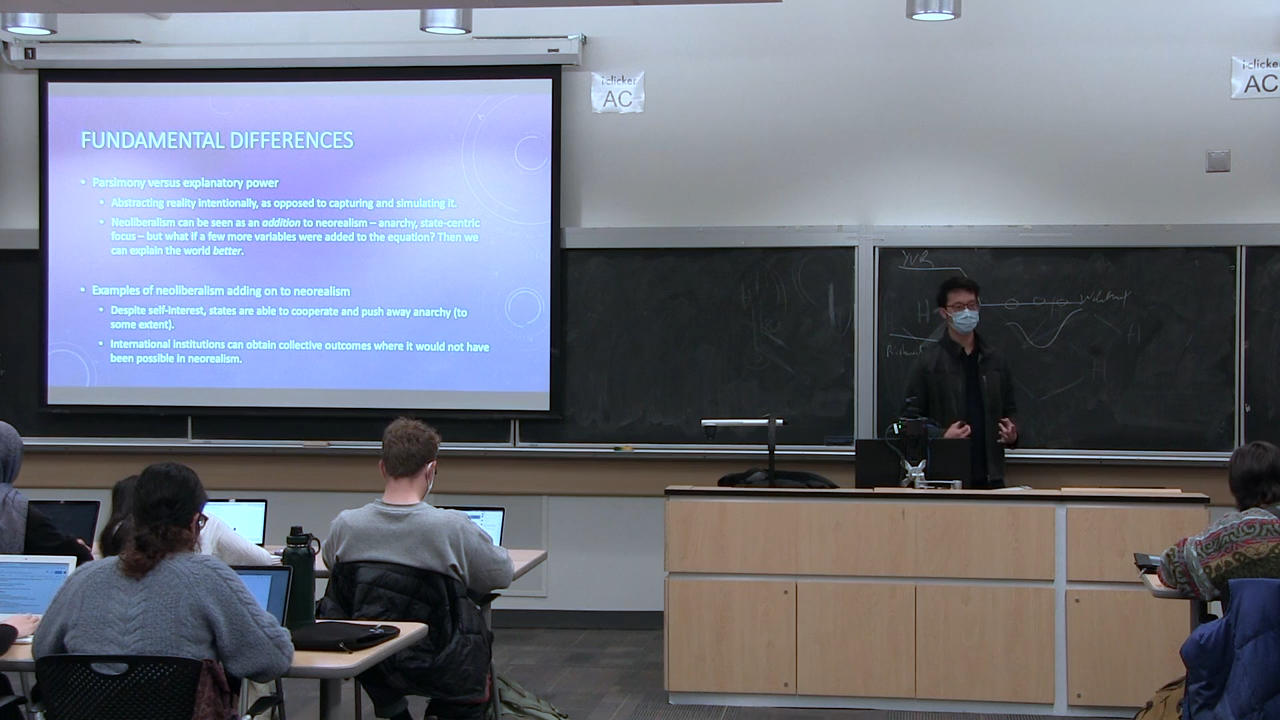 FUNDAMENTAL DIFFERENCES
• Parsimony versus explanatory power
• Abstracting reality intentionally, as opposed to capturing and simulating it.
• Neoliberalism can be seen as an addition to neorealism – anarchy, state-centric
focus – but what if a few more variables were added to the equation? Then we
can explain the world better.
• Examples of neoliberalism adding on to neorealism
• Despite self-interest, states are able to cooperate and push away anarchy (to
some extent).
• International institutions can obtain collective outcomes where it would not have
been possible in neorealism.
i-clicker
AC
i-clicker
AC
YVR
H
H
H